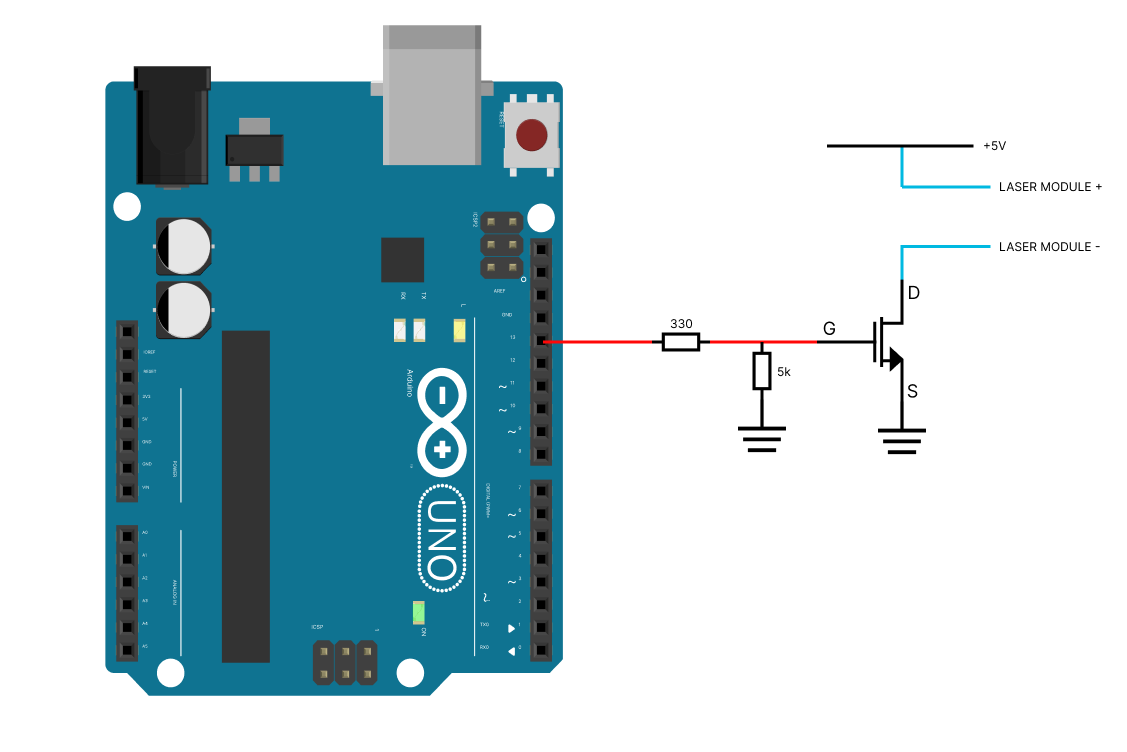 RESET
ICSP2
AREF
GND
RX
TX
L
13
12
~ 11
~ 10
~ 9
8
Arduino
IOREF
RESET
3V3
5V
GND
GND
VIN
POWER
7
~ 6
~ 5
4
~ 3
2
TX0 1
RX0 0
UNO
A0
A1
A2
A3
A4
A5
ANALOG IN
ON
ICSP
1
330
5k
G
D
S
+5V
LASER MODULE +
LASER MODULE -